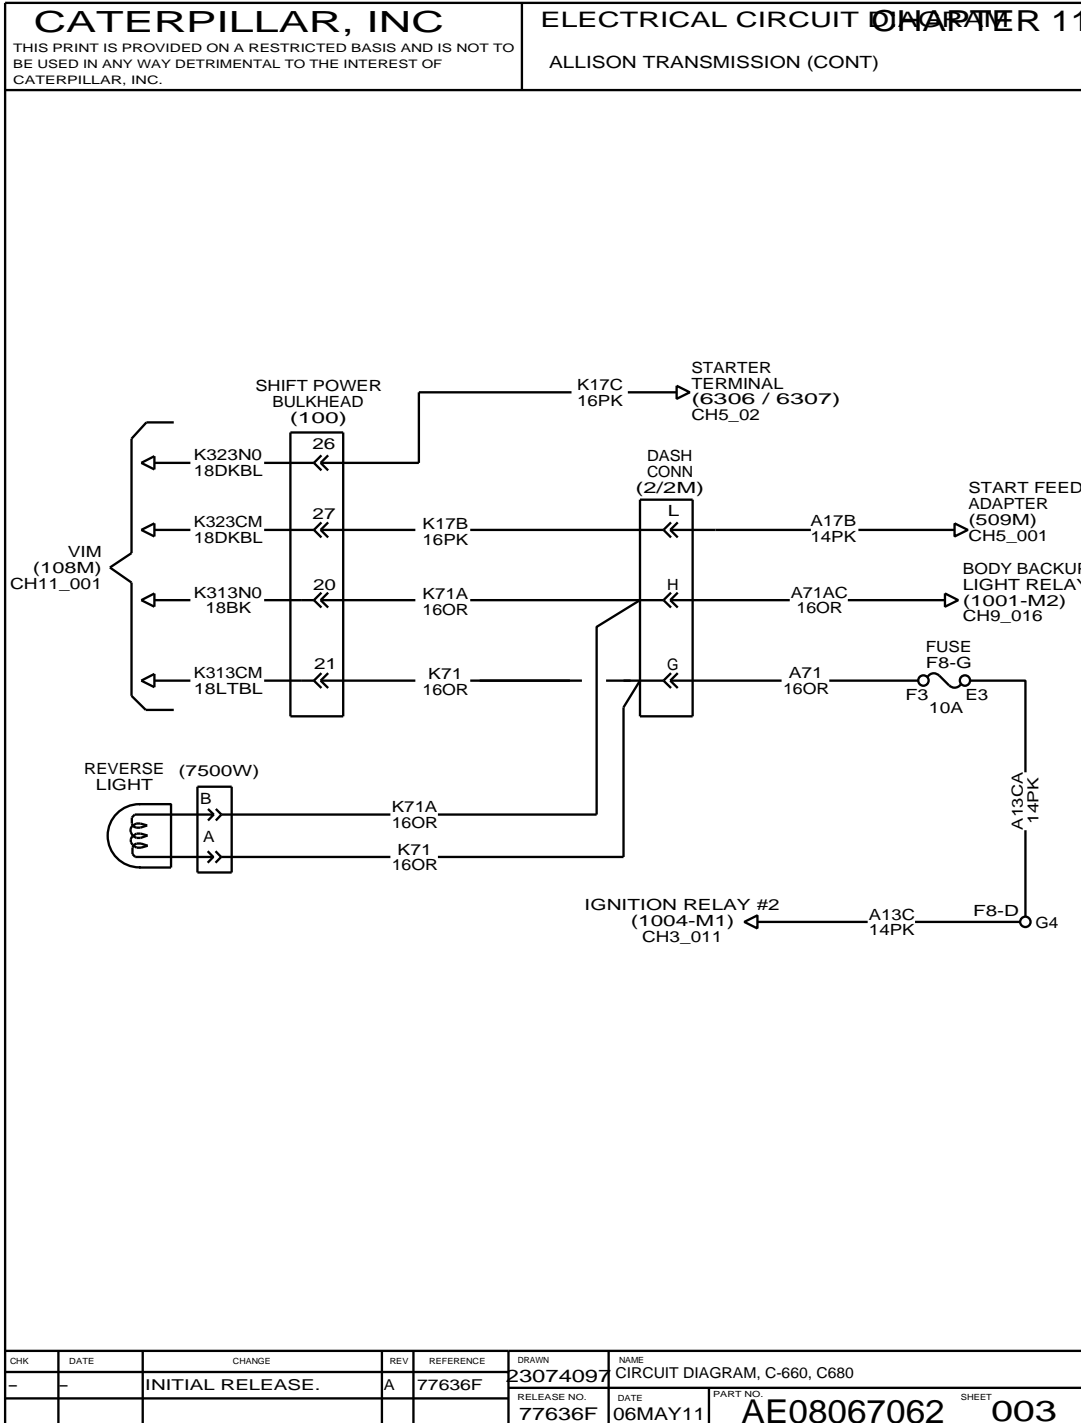 CATERPILLAR, INC
THIS PRINT IS PROVIDED ON A RESTRICTED BASIS AND IS NOT TO
BE USED IN ANY WAY DETRIMENTAL TO THE INTEREST OF
CATERPILLAR, INC.
ELECTRICAL CIRCUIT DIAGRAM
CHAPTER 11
ALLISON TRANSMISSION (CONT)
SHIFT POWER
BULKHEAD
(100)
K17C
16PK
STARTER
TERMINAL
(6306 / 6307)
CH5_02
K323N0
18DKBL
26
DASH
CONN
(2/2M)
K323CM
18DKBL
27
K17B
16PK
L
A17B
14PK
START FEED
ADAPTER
(509M)
CH5_001
VIM
(108M)
CH11_001
K313N0
18BK
20
K71A
16OR
H
A71AC
16OR
BODY BACKUP
LIGHT RELAY
(1001-M2)
CH9_016
K313CM
18LTBL
21
K71
16OR
G
A71
16OR
FUSE
F8-G
F3
E3
10A
REVERSE
LIGHT
(7500W)
B
K71A
16OR
A
K71
16OR
A13CA
14PK
IGNITION RELAY #2
(1004-M1)
CH3_011
A13C
14PK
F8-D
G4
CHK
DATE
CHANGE
REV
REFERENCE
–
–
INITIAL RELEASE.
A
77636F
DRAWN
23074097
NAME
CIRCUIT DIAGRAM, C-660, C680
RELEASE NO.
77636F
DATE
06MAY11
PART NO.
AE08067062
SHEET
003